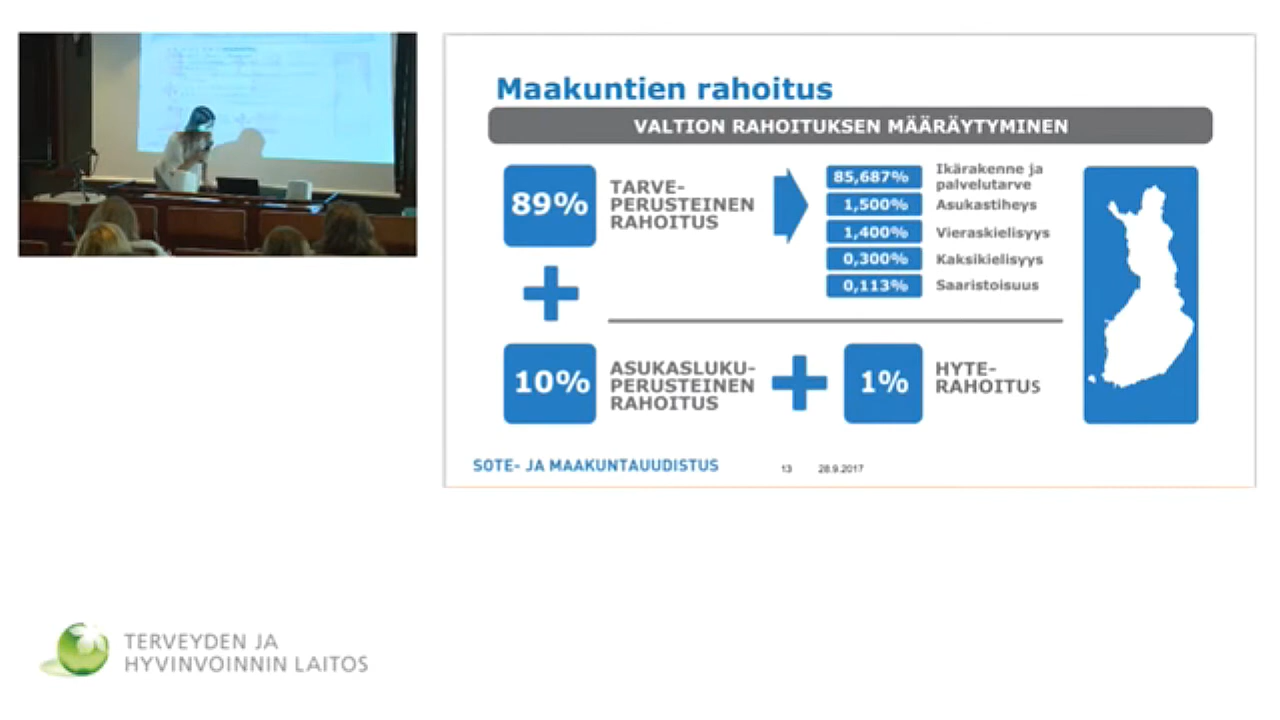 Maakuntien rahoitus
VALTION RAHOITUKSEN MÄÄRÄYTYMINEN
89%
TARVE-
PERUSTEINEN
RAHOITUS
85,687%
Ikärakenne ja
palvelutarve
1,500%
Asukastiheys
1,400%
Vieraskielisyys
0,300%
Kaksikielisyys
0,113%
Saaristoisuus
10%
ASUKASLUKU-
PERUSTEINEN
RAHOITUS
1%
HYTE-
RAHOITUS
SOTE- JA MAAKUNTAUUDISTUS
13
28.9.2017
TERVEYDEN JA
HYVINVOINNIN LAITOS